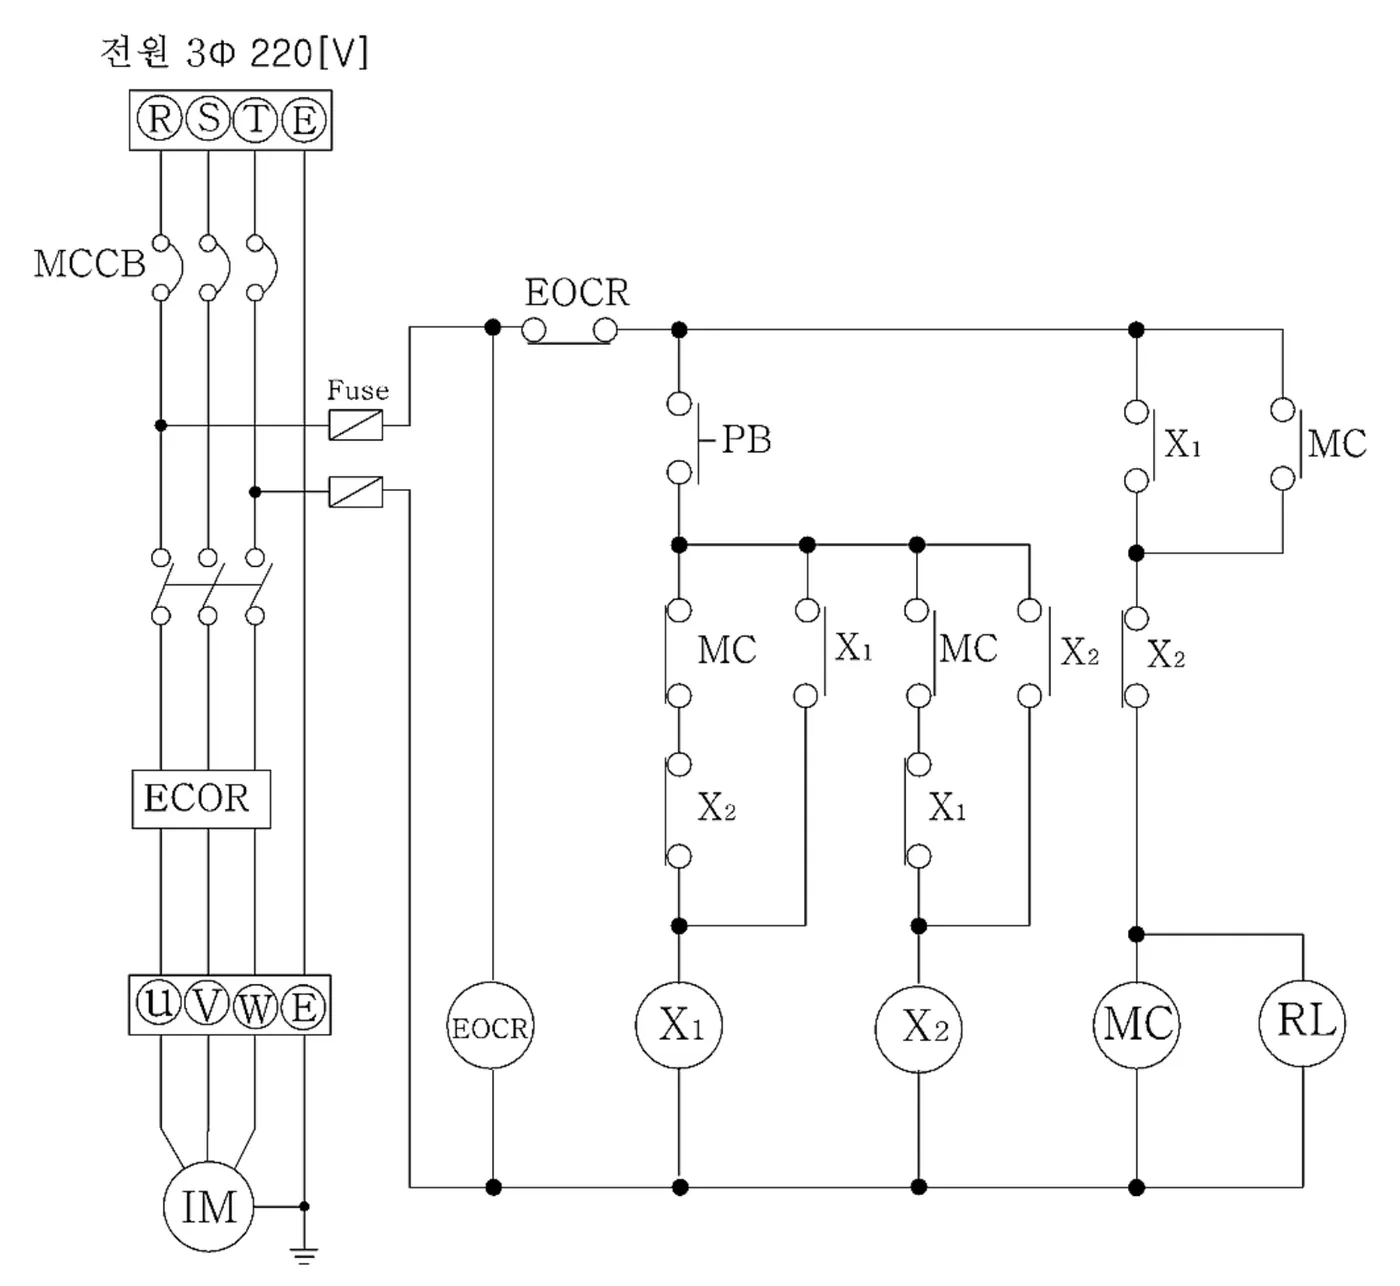 전원 3Φ 220[V]
R S T E
MCCB
EOCR
Fuse
PB
X1
MC
MC
X1
MC
X2
X2
X2
X1
ECOR
u V W E
EOCR
X1
X2
MC
RL
IM